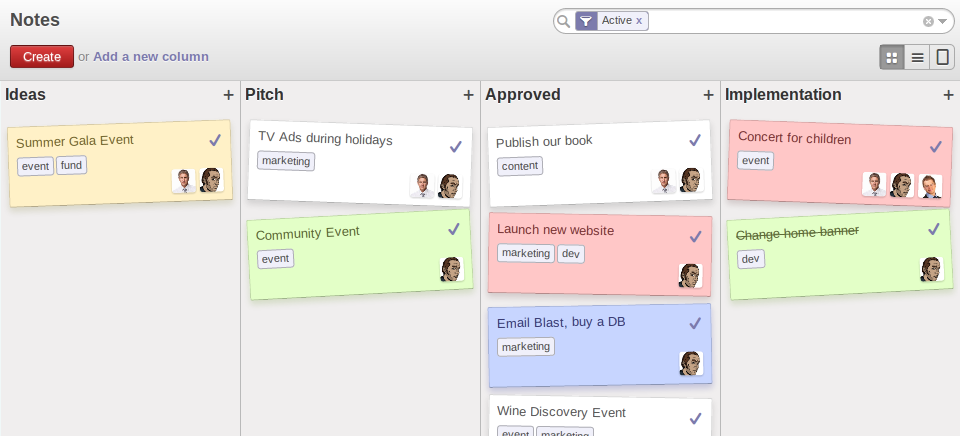 Notes
Active x
Create or Add a new column
Ideas +
Summer Gala Event
event fund
Pitch +
TV Ads during holidays
marketing
Community Event
event
Approved +
Publish our book
content
Launch new website
marketing dev
Email Blast, buy a DB
marketing
Wine Discovery Event
event marketing
Implementation +
Concert for children
event
Change home banner
dev